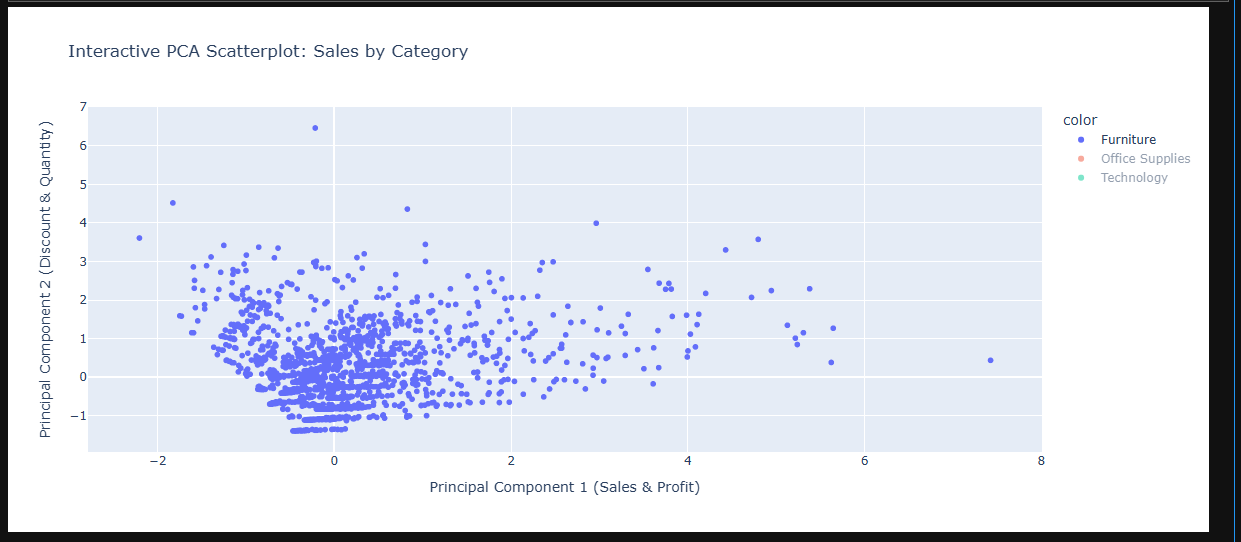 Interactive PCA Scatterplot: Sales by Category
Principal Component 2 (Discount & Quantity)
7
6
5
4
3
2
1
0
−1
−2
0
2
4
6
8
Principal Component 1 (Sales & Profit)
color
Furniture
Office Supplies
Technology